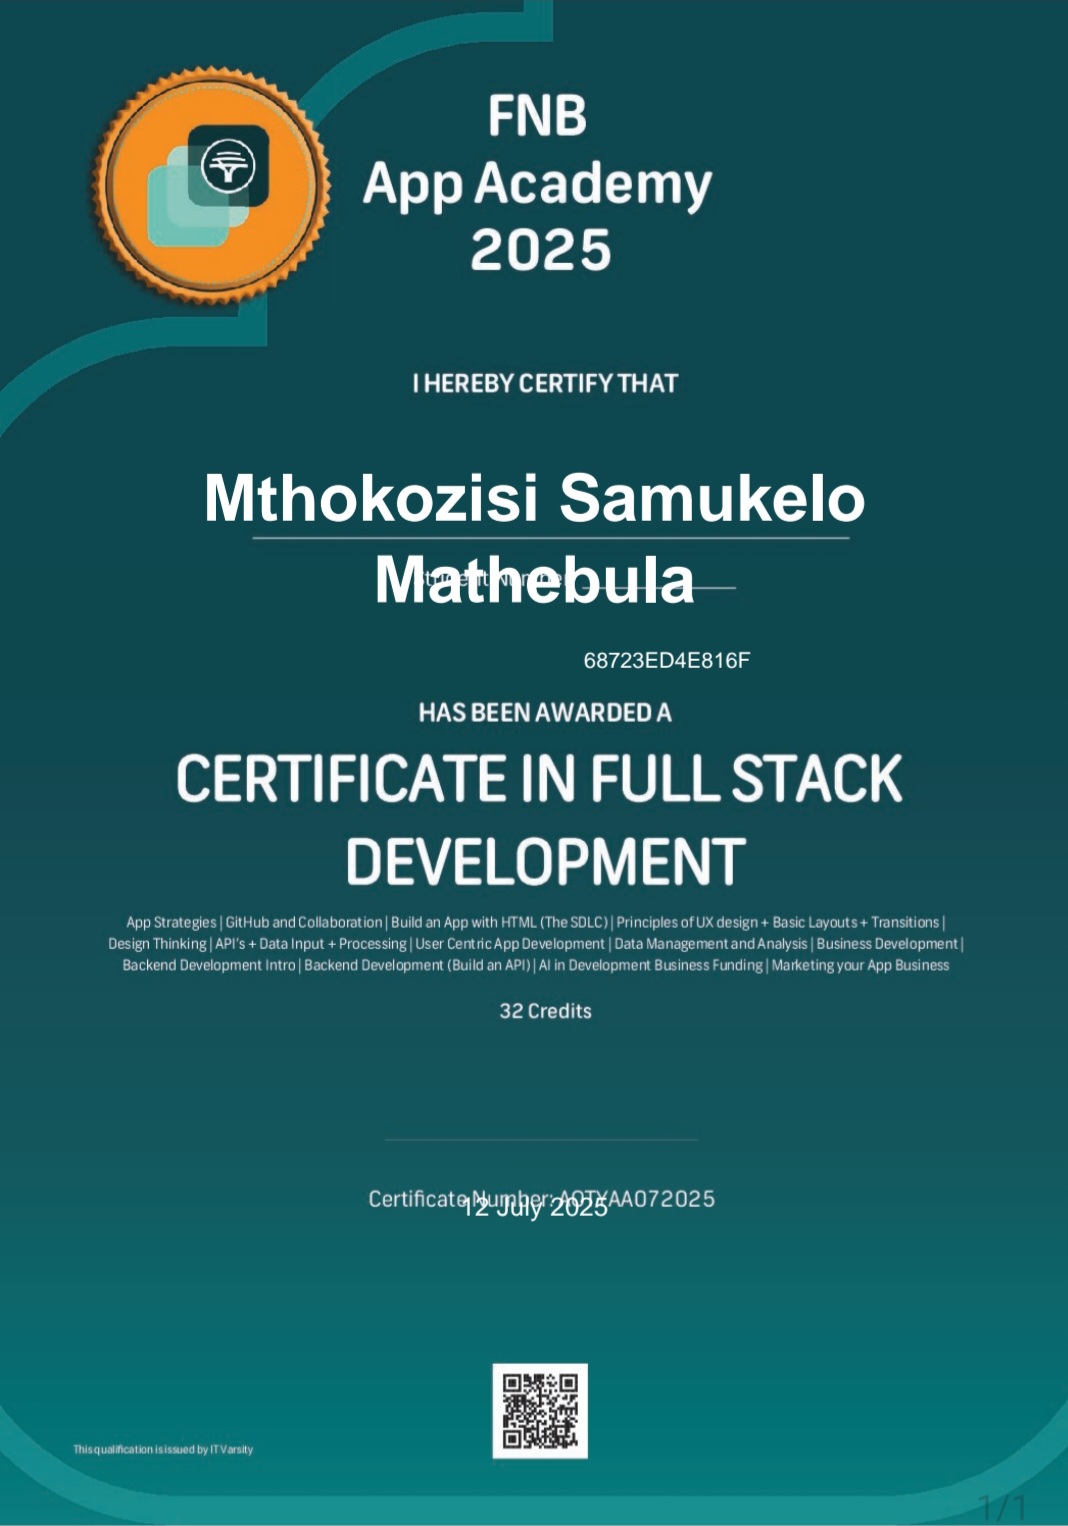 FNB
App Academy
2025
I HEREBY CERTIFY THAT
Mthokozisi Samukelo
Mathebula
Student Number
68723ED4E816F
HAS BEEN AWARDED A
CERTIFICATE IN FULL STACK
DEVELOPMENT
App Strategies | GitHub and Collaboration | Build an App with HTML (The SDLC) | Principles of UX design + Basic Layouts + Transitions |
Design Thinking | API's + Data Input + Processing | User Centric App Development | Data Management and Analysis | Business Development |
Backend Development Intro | Backend Development (Build an API) | AI in Development Business Funding | Marketing your App Business
32 Credits
Certificate Number:
12 July 2025
This qualification is issued by IT Varsity
1/1